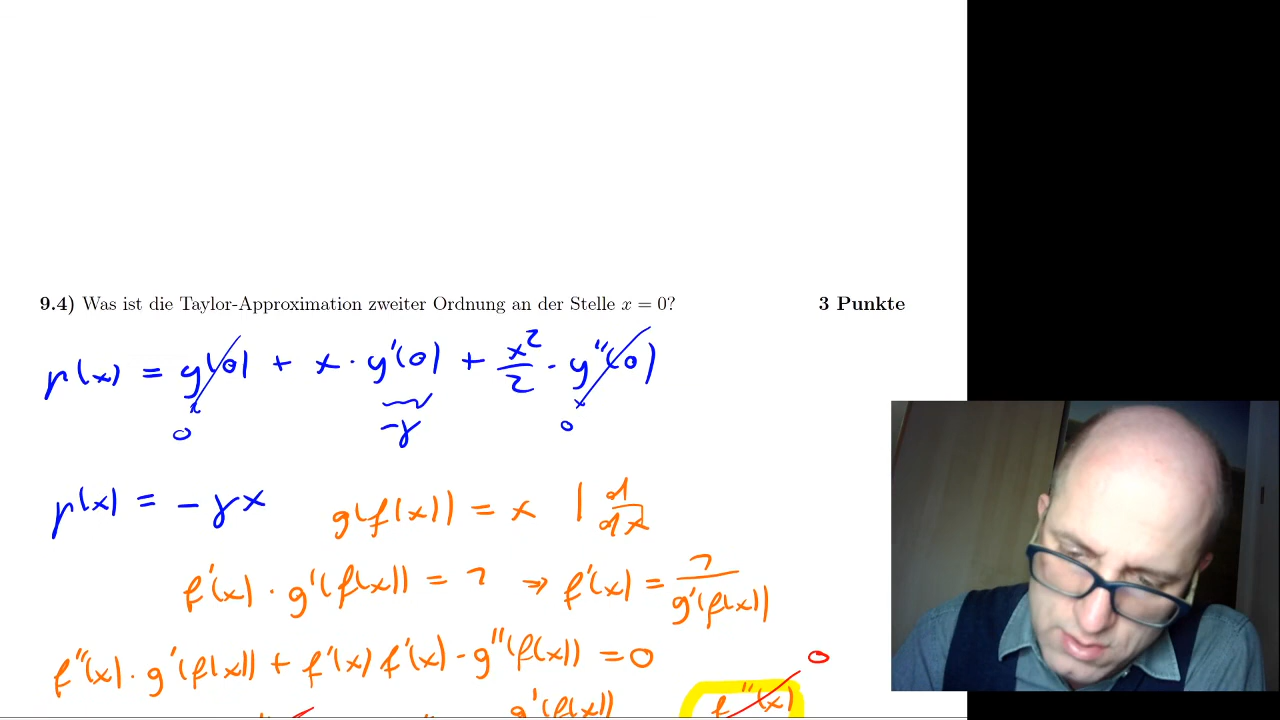 9.4) Was ist die Taylor-Approximation zweiter Ordnung an der Stelle x = 0? 3 Punkte
p(x) = y(0) + x · y'(0) + x²/2 · y''(0)
0 -γ 0
p(x) = - γx g(f(x)) = x | d/dx
f'(x) · g'(f(x)) = 1 ⇒ f'(x) = 1/g'(f(x))
f''(x) · g'(f(x)) + f'(x) f'(x) · g''(f(x)) = 0 0
g'(f(x)) f''(x)